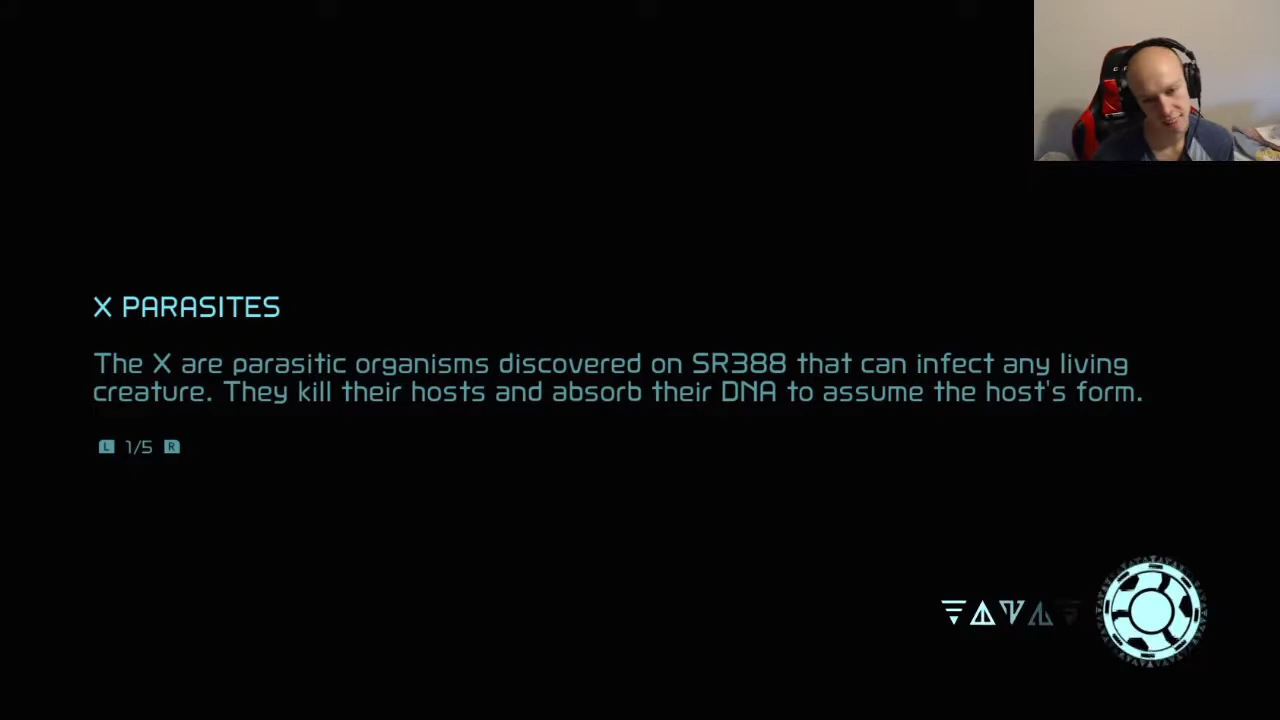 X PARASITES
The X are parasitic organisms discovered on SR388 that can infect any living
creature. They kill their hosts and absorb their DNA to assume the host's form.
L 1/5 R